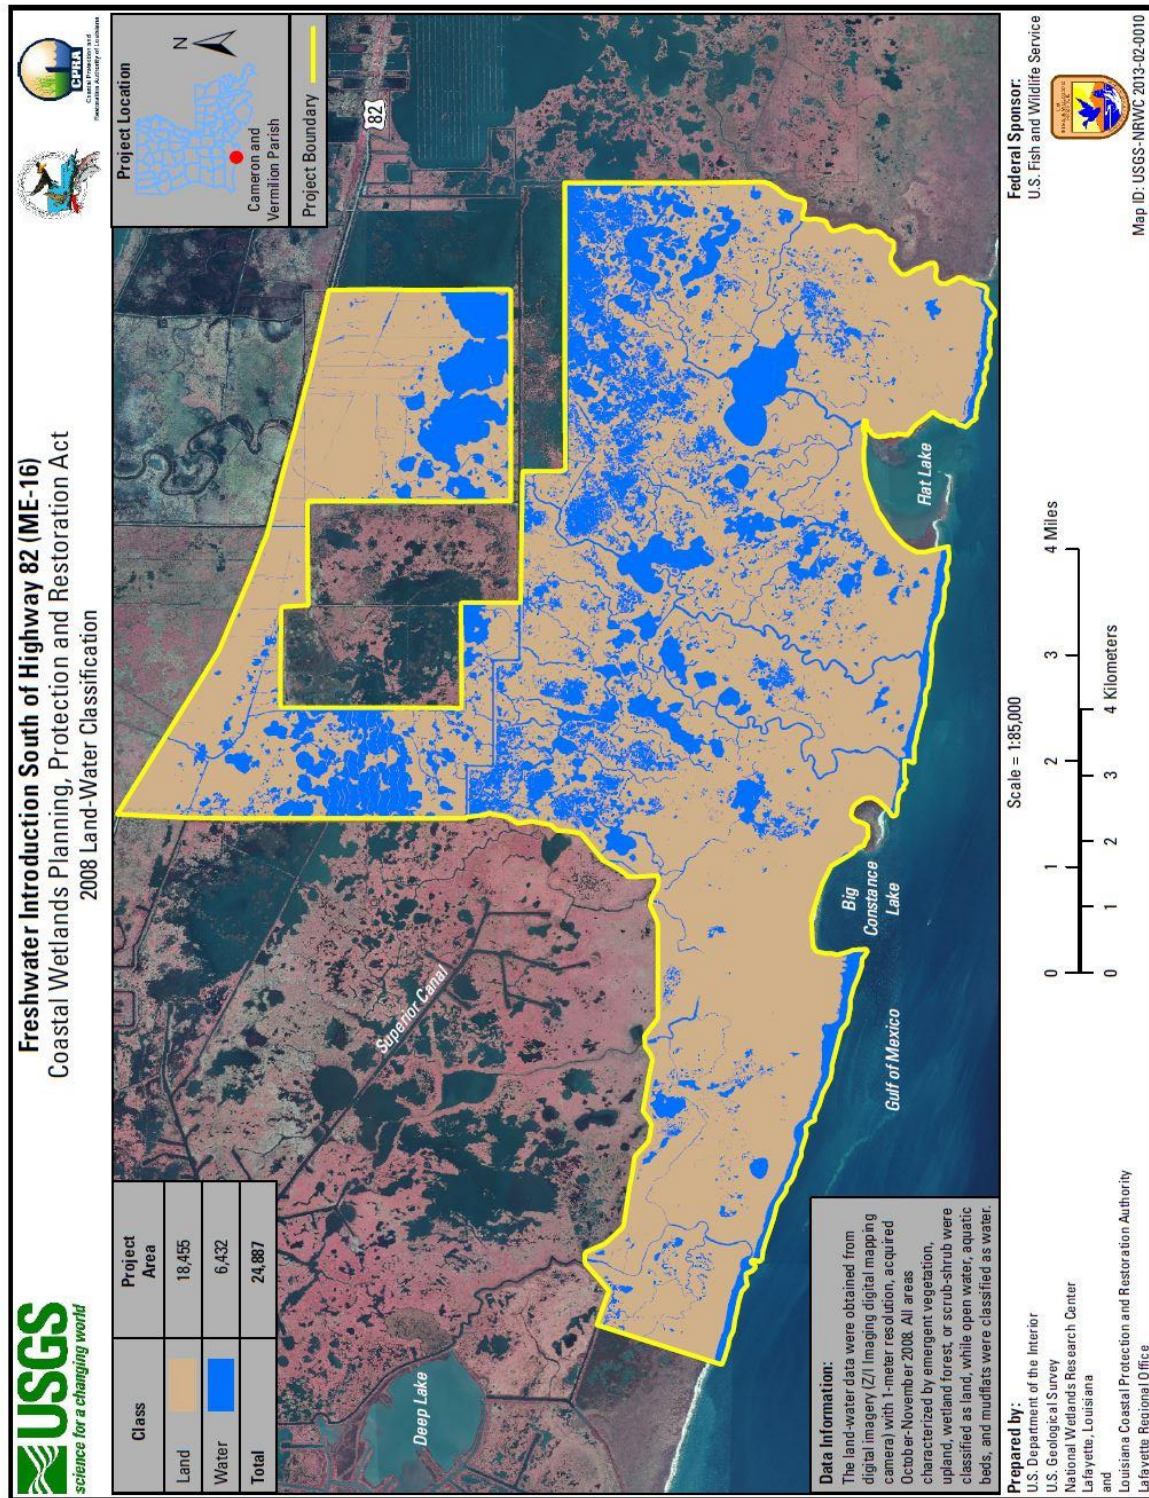 USGS
science for a changing world
Freshwater Introduction South of Highway 82 (ME-16)
Coastal Wetlands Planning, Protection and Restoration Act
2008 Land-Water Classification
CPRA
Coastal Protection and
Restoration Authority of Louisiana
Class
Project
Area
Land
18,455
Water
6,432
Total
24,887
Project Location
N
Cameron and
Vermilion Parish
Project Boundary
82
Superior Canal
Deep Lake
Big
Constance
Lake
Flat Lake
Gulf of Mexico
Data Information:
The land-water data were obtained from
digital imagery (Z/I Imaging digital mapping
camera) with 1-meter resolution, acquired
October-November 2008. All areas
characterized by emergent vegetation,
upland, wetland forest, or scrub-shrub were
classified as land, while open water, aquatic
beds, and mudflats were classified as water.
Prepared by:
U.S. Department of the Interior
U.S. Geological Survey
National Wetlands Research Center
Lafayette, Louisiana
and
Louisiana Coastal Protection and Restoration Authority
Lafayette Regional Office
Scale = 1:85,000
0 1 2 3 4 Miles
0 1 2 3 4 Kilometers
Federal Sponsor:
U.S. Fish and Wildlife Service
Map ID: USGS-NRWC 2013-02-0010